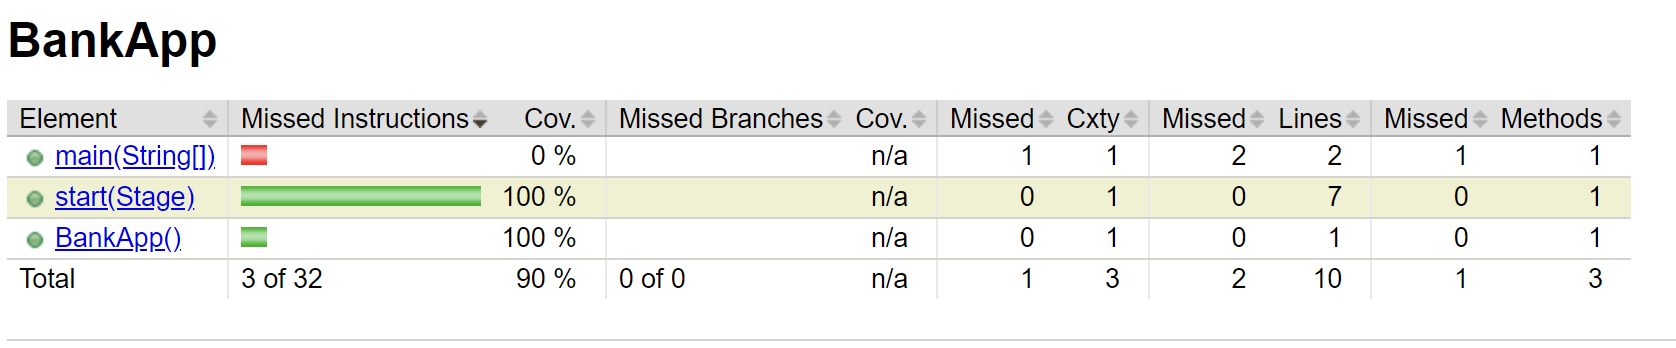 BankApp
Element Missed Instructions Cov. Missed Branches Cov. Missed Cxty Missed Lines Missed Methods
main(String[]) 0 % n/a 1 1 2 2 1 1
start(Stage) 100 % n/a 0 1 0 7 0 1
BankApp() 100 % n/a 0 1 0 1 0 1
Total 3 of 32 90 % 0 of 0 n/a 1 3 2 10 1 3